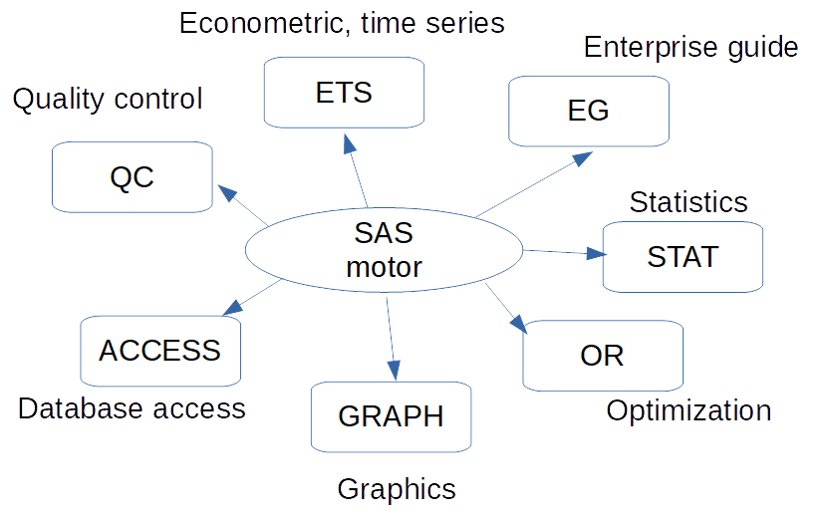 Econometric, time series
Enterprise guide
ETS
EG
Quality control
QC
Statistics
SAS
motor
STAT
ACCESS
OR
Database access
GRAPH
Optimization
Graphics